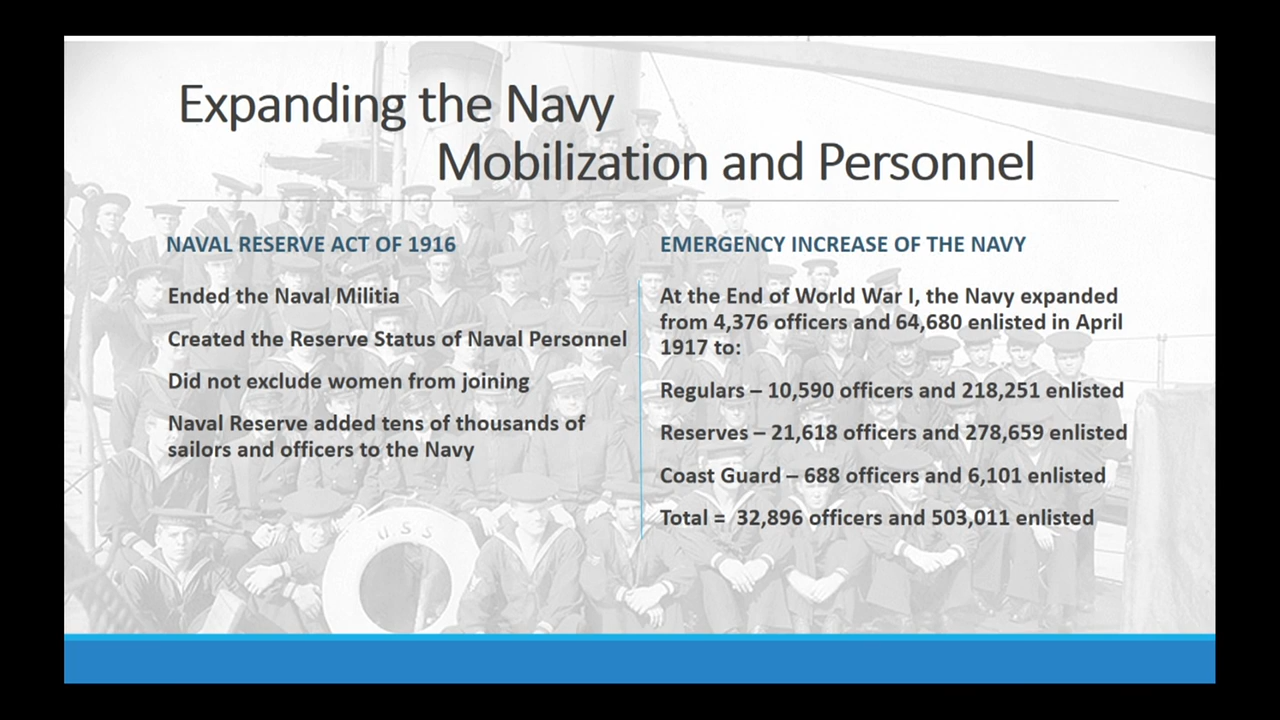 Expanding the Navy
Mobilization and Personnel
NAVAL RESERVE ACT OF 1916
Ended the Naval Militia
Created the Reserve Status of Naval Personnel
Did not exclude women from joining
Naval Reserve added tens of thousands of
sailors and officers to the Navy
EMERGENCY INCREASE OF THE NAVY
At the End of World War I, the Navy expanded
from 4,376 officers and 64,680 enlisted in April
1917 to:
Regulars – 10,590 officers and 218,251 enlisted
Reserves – 21,618 officers and 278,659 enlisted
Coast Guard – 688 officers and 6,101 enlisted
Total =  32,896 officers and 503,011 enlisted
USS